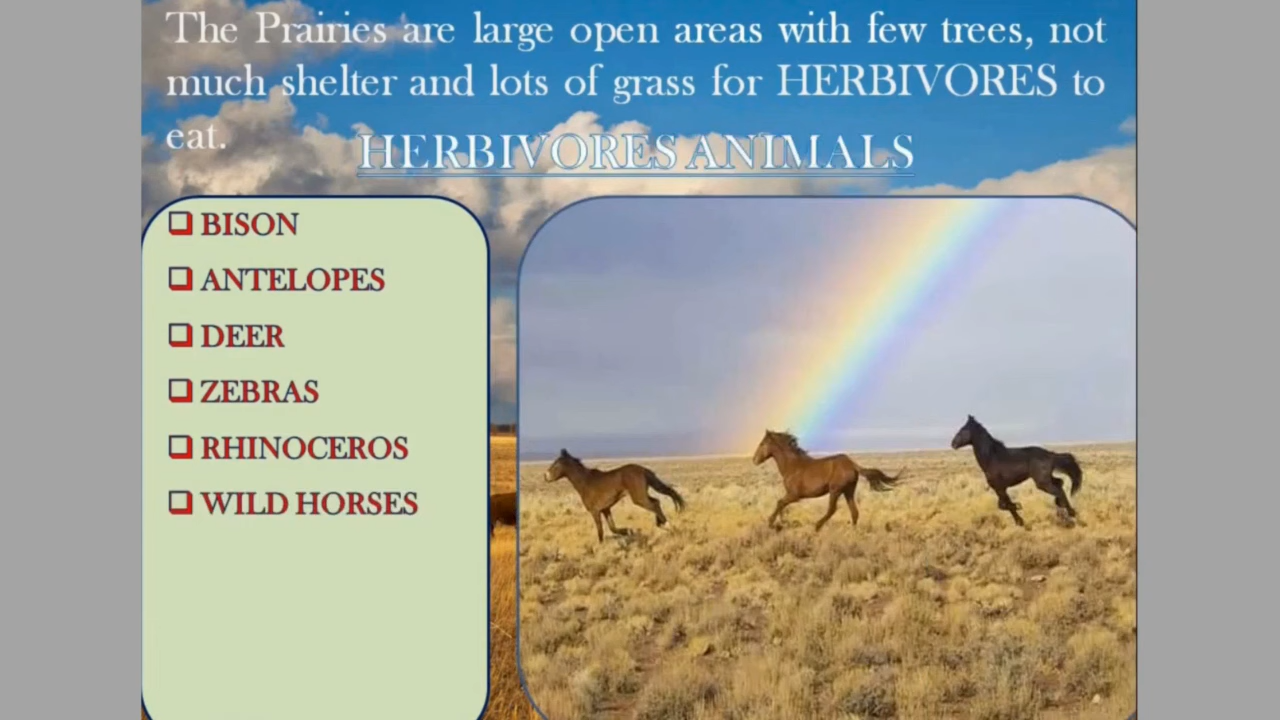 The Prairies are large open areas with few trees, not
much shelter and lots of grass for HERBIVORES to
eat.
HERBIVORES ANIMALS
BISON
ANTELOPES
DEER
ZEBRAS
RHINOCEROS
WILD HORSES